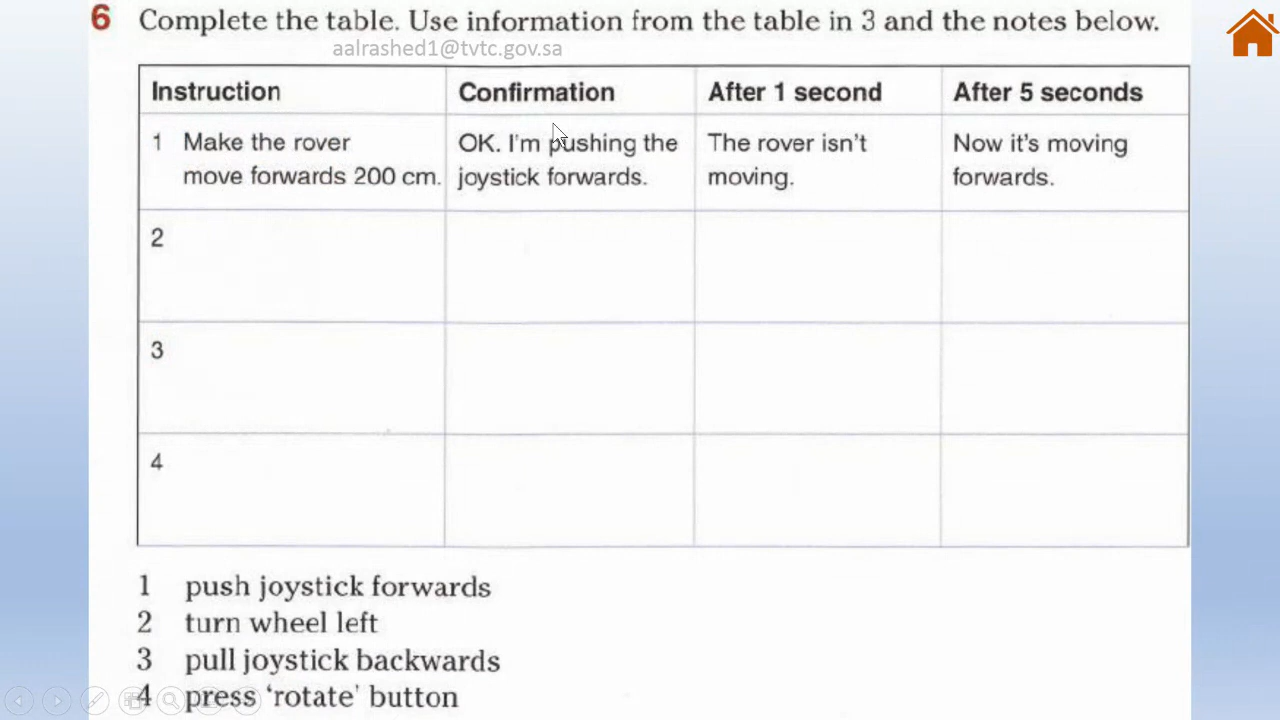 6 Complete the table. Use information from the table in 3 and the notes below.
aalrashed1@tvtc.gov.sa
Instruction Confirmation After 1 second After 5 seconds
1 Make the rover OK. I'm pushing the The rover isn't Now it's moving
move forwards 200 cm. joystick forwards. moving. forwards.
2
3
4
1 push joystick forwards
2 turn wheel left
3 pull joystick backwards
4 press ‘rotate’ button